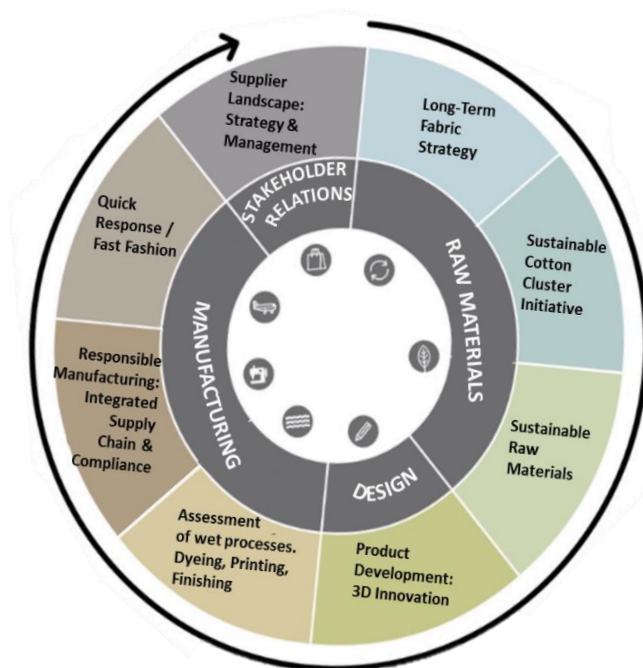 Supplier
Landscape:
Strategy &
Management
Long-Term
Fabric
Strategy
Sustainable
Cotton
Cluster
Initiative
Sustainable
Raw
Materials
Product
Development:
3D Innovation
Assessment
of wet processes.
Dyeing, Printing,
Finishing
Responsible
Manufacturing:
Integrated
Supply
Chain &
Compliance
Quick
Response /
Fast Fashion
STAKEHOLDER
RELATIONS
RAW MATERIALS
DESIGN
MANUFACTURING